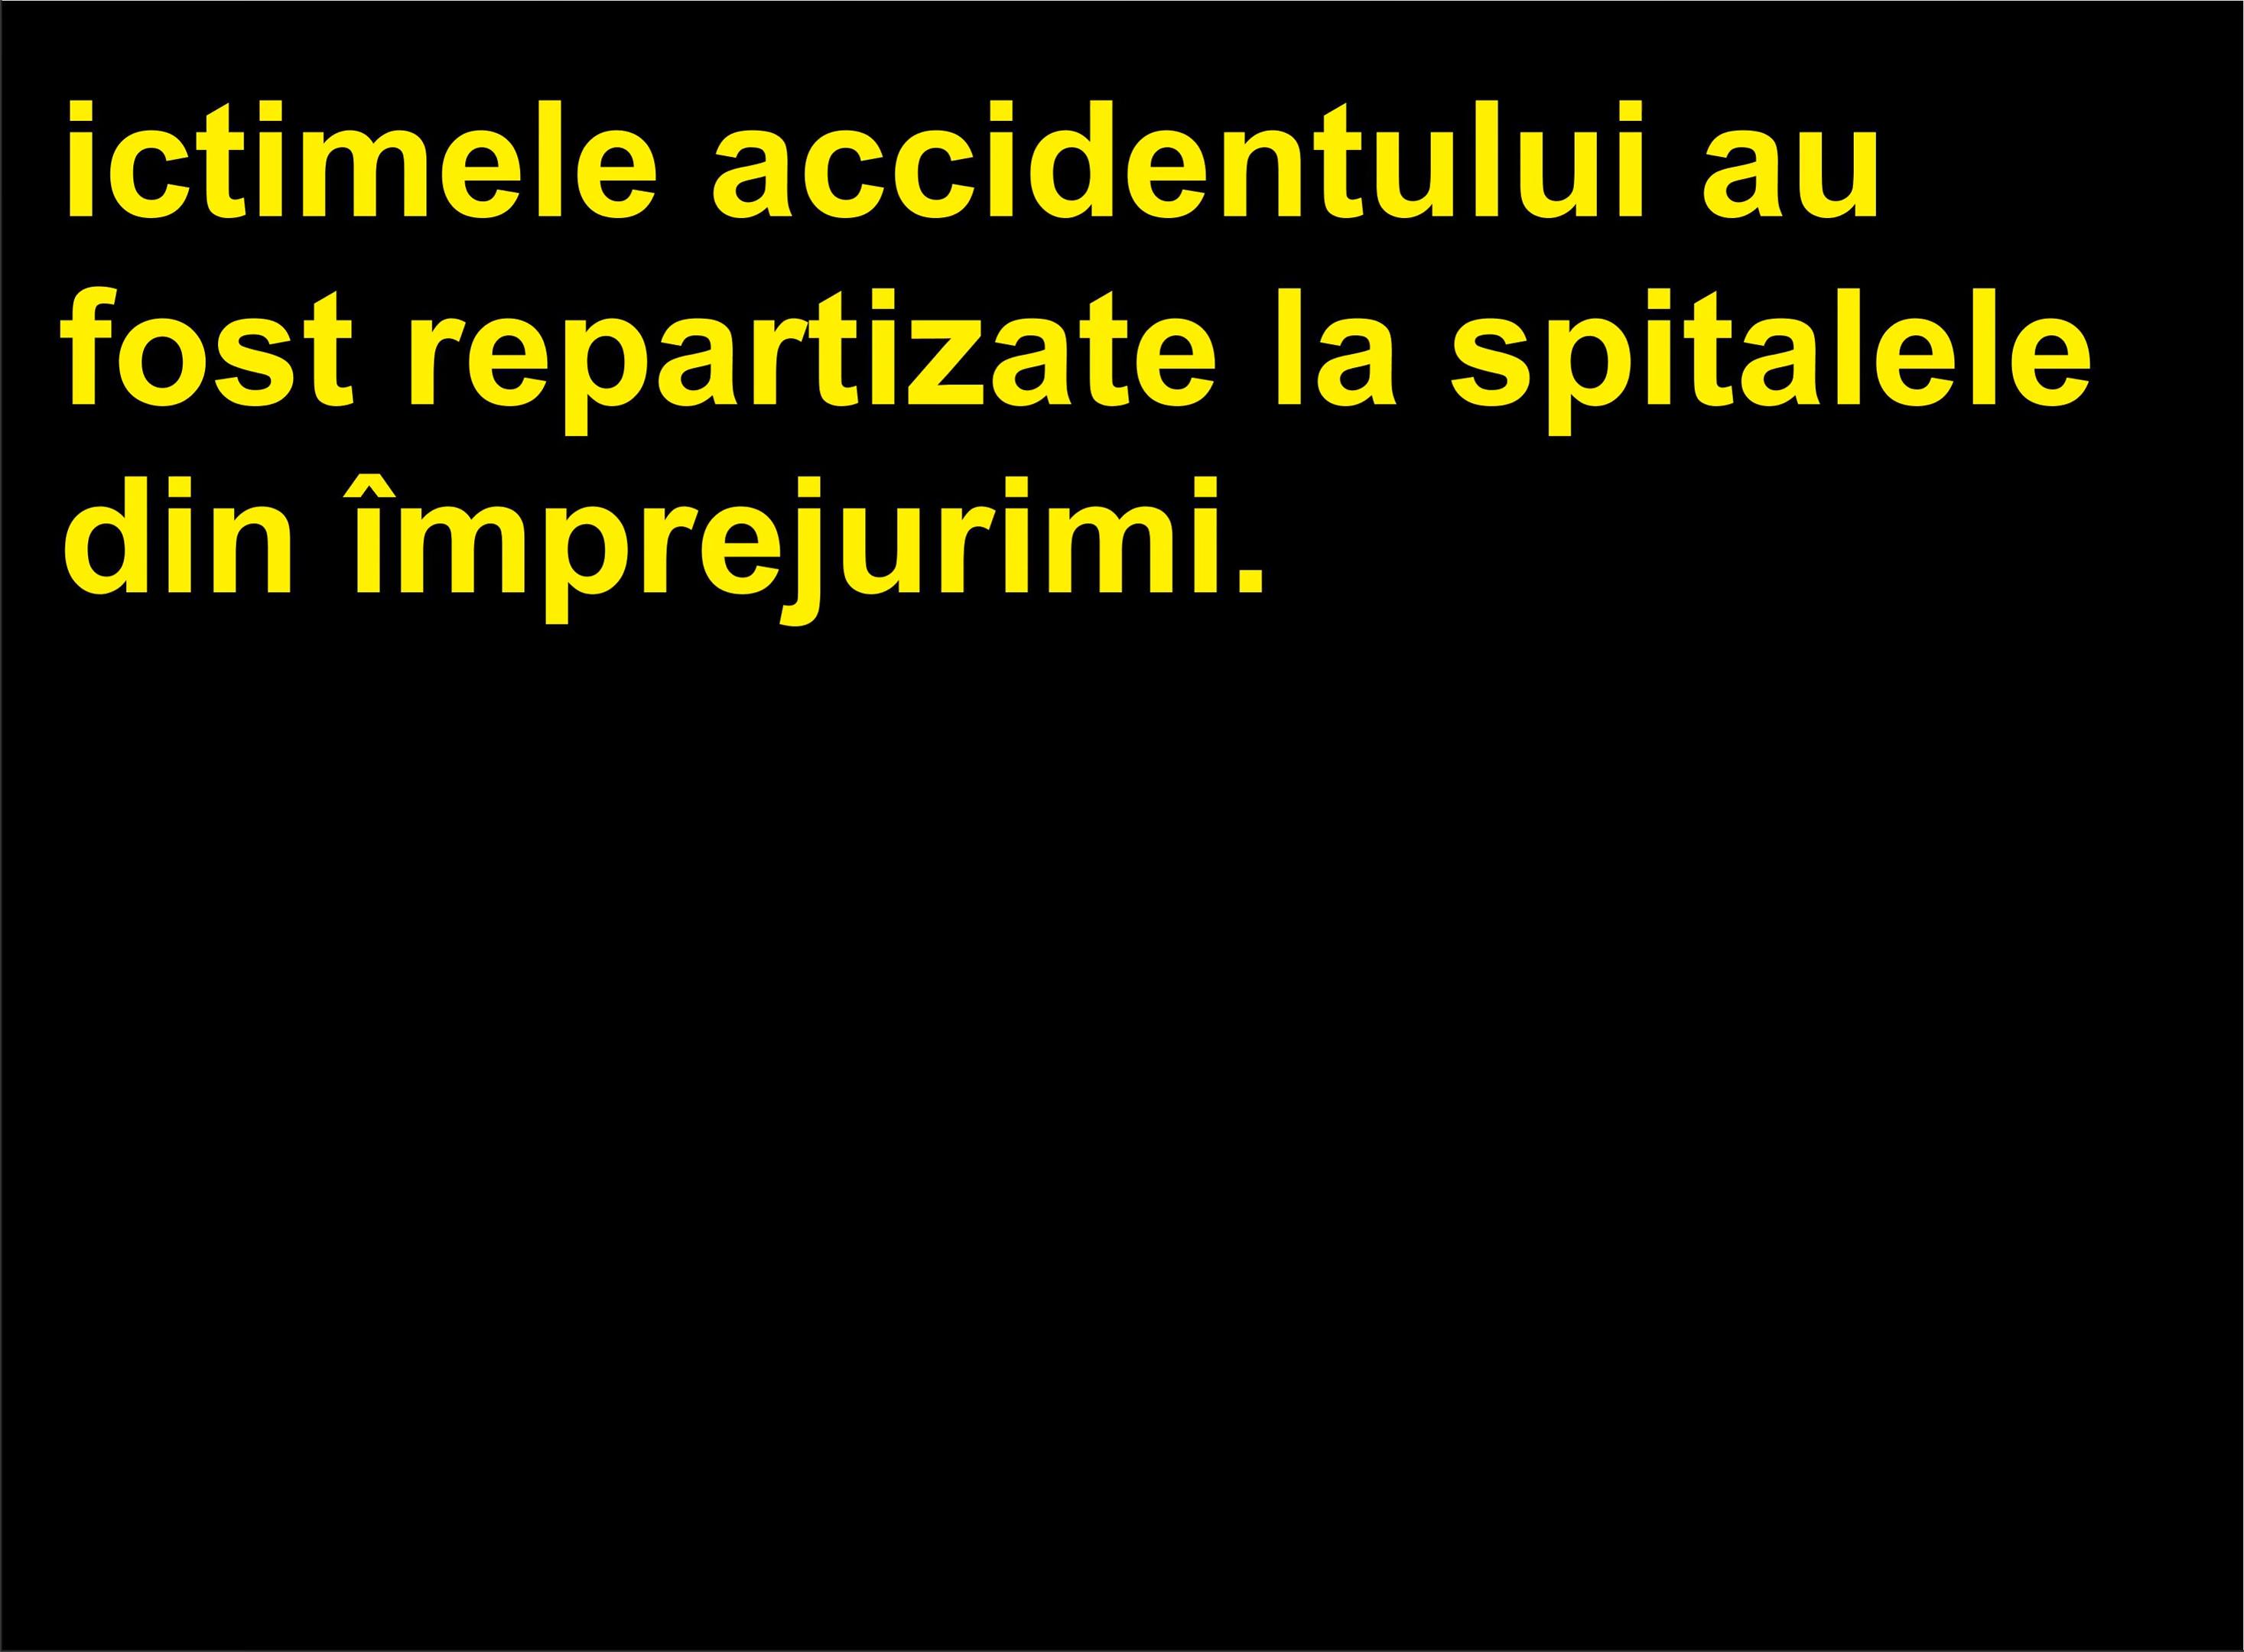 ictimele accidentului au
fost repartizate la spitalele
din împrejurimi.